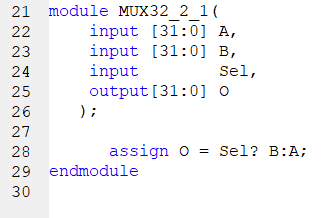 21 module MUX32_2_1(
22 input [31:0] A,
23 input [31:0] B,
24 input Sel,
25 output[31:0] O
26 );
27
28 assign O = Sel? B:A;
29 endmodule
30